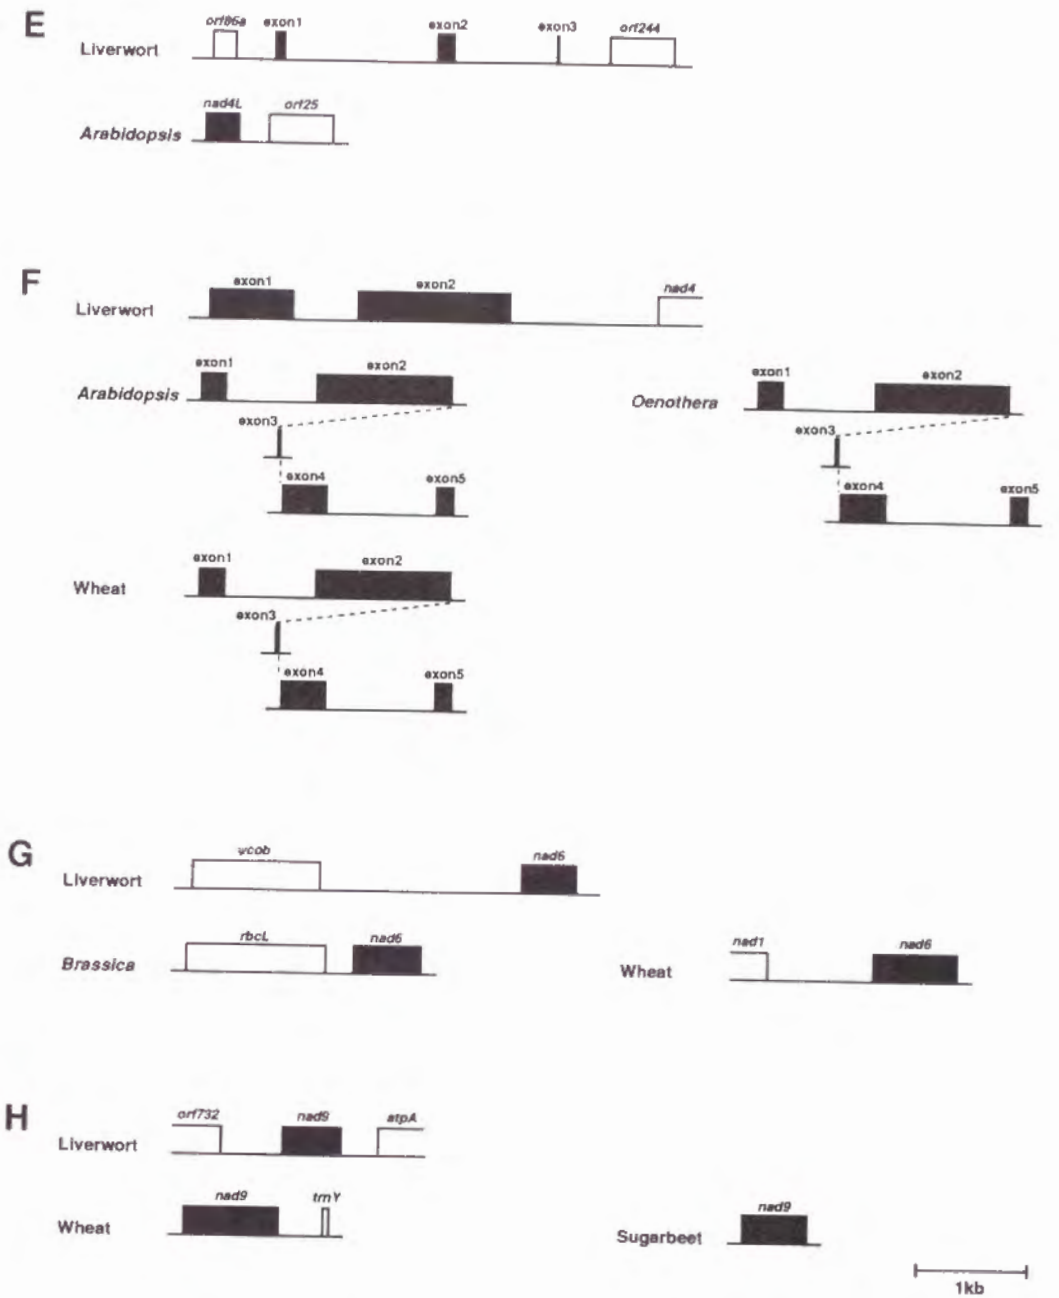 E
orf86a exon1 exon2 exon3 orf244
Liverwort
nad4L orf25
Arabidopsis
F
exon1 exon2 nad4
Liverwort
exon1 exon2
Arabidopsis
exon3
exon4 exon5
exon1 exon2
Oenothera
exon3
exon4 exon5
exon1 exon2
Wheat
exon3
exon4 exon5
G
ψcob nad6
Liverwort
rbcL nad6
Brassica
nad1 nad6
Wheat
H
orf732 nad9 atpA
Liverwort
nad9 trnY
Wheat
nad9
Sugarbeet
1kb